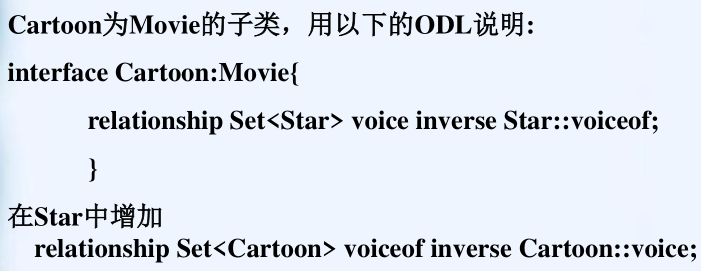 Cartoon为Movie的子类，用以下的ODL说明:
interface Cartoon:Movie{
relationship Set<Star> voice inverse Star::voiceof;
}
在Star中增加
relationship Set<Cartoon> voiceof inverse Cartoon::voice;